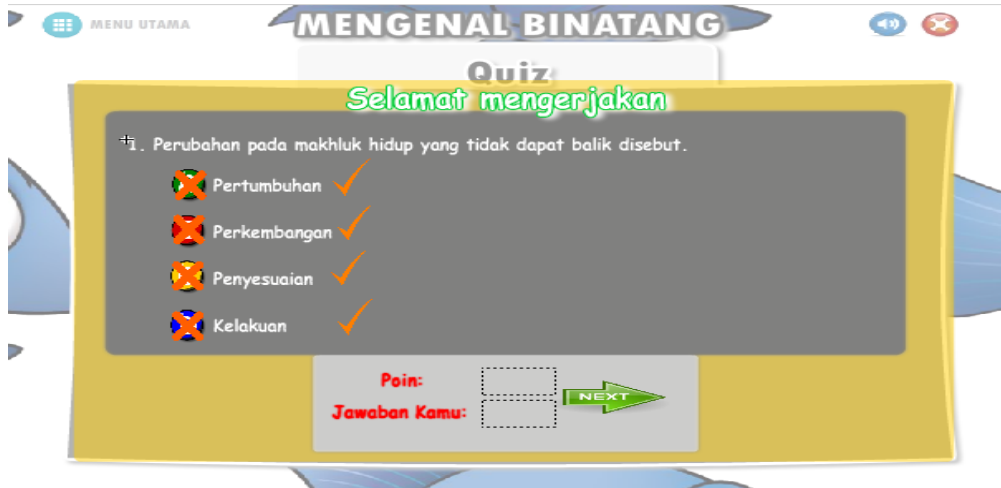 MENU UTAMA
MENGENAL BINATANG
Quiz
Selamat mengerjakan
1. Perubahan pada makhluk hidup yang tidak dapat balik disebut.
Pertumbuhan
Perkembangan
Penyesuaian
Kelakuan
Poin:
NEXT
Jawaban Kamu: